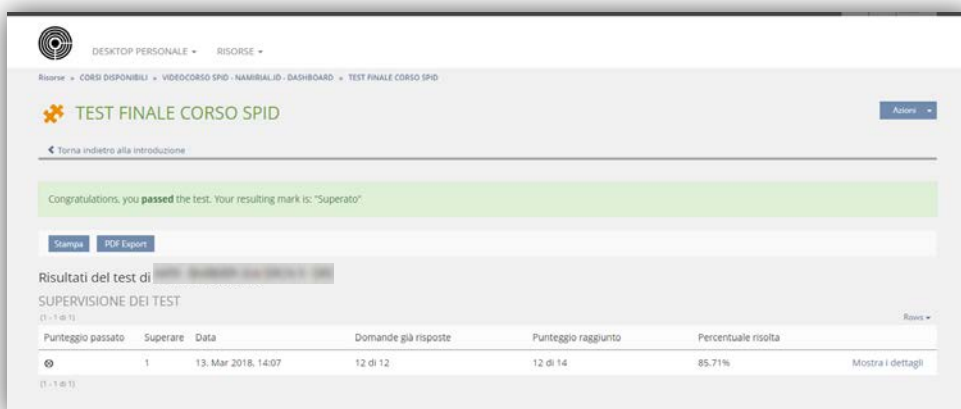 DESKTOP PERSONALE RISORSE
Risorse » CORSI DISPONIBILI » VIDEOCORSO SPID - NAMIRIAL.ID - DASHBOARD » TEST FINALE CORSO SPID
TEST FINALE CORSO SPID
Azioni
Torna indietro alla introduzione
Congratulations, you passed the test. Your resulting mark is: "Superato"
Stampa PDF Export
Risultati del test di
SUPERVISIONE DEI TEST
(1 - 1 di 1)
Rows
Punteggio passato Superare Data Domande già risposte Punteggio raggiunto Percentuale risolta
1 13. Mar 2018, 14:07 12 di 12 12 di 14 85.71% Mostra i dettagli
(1 - 1 di 1)